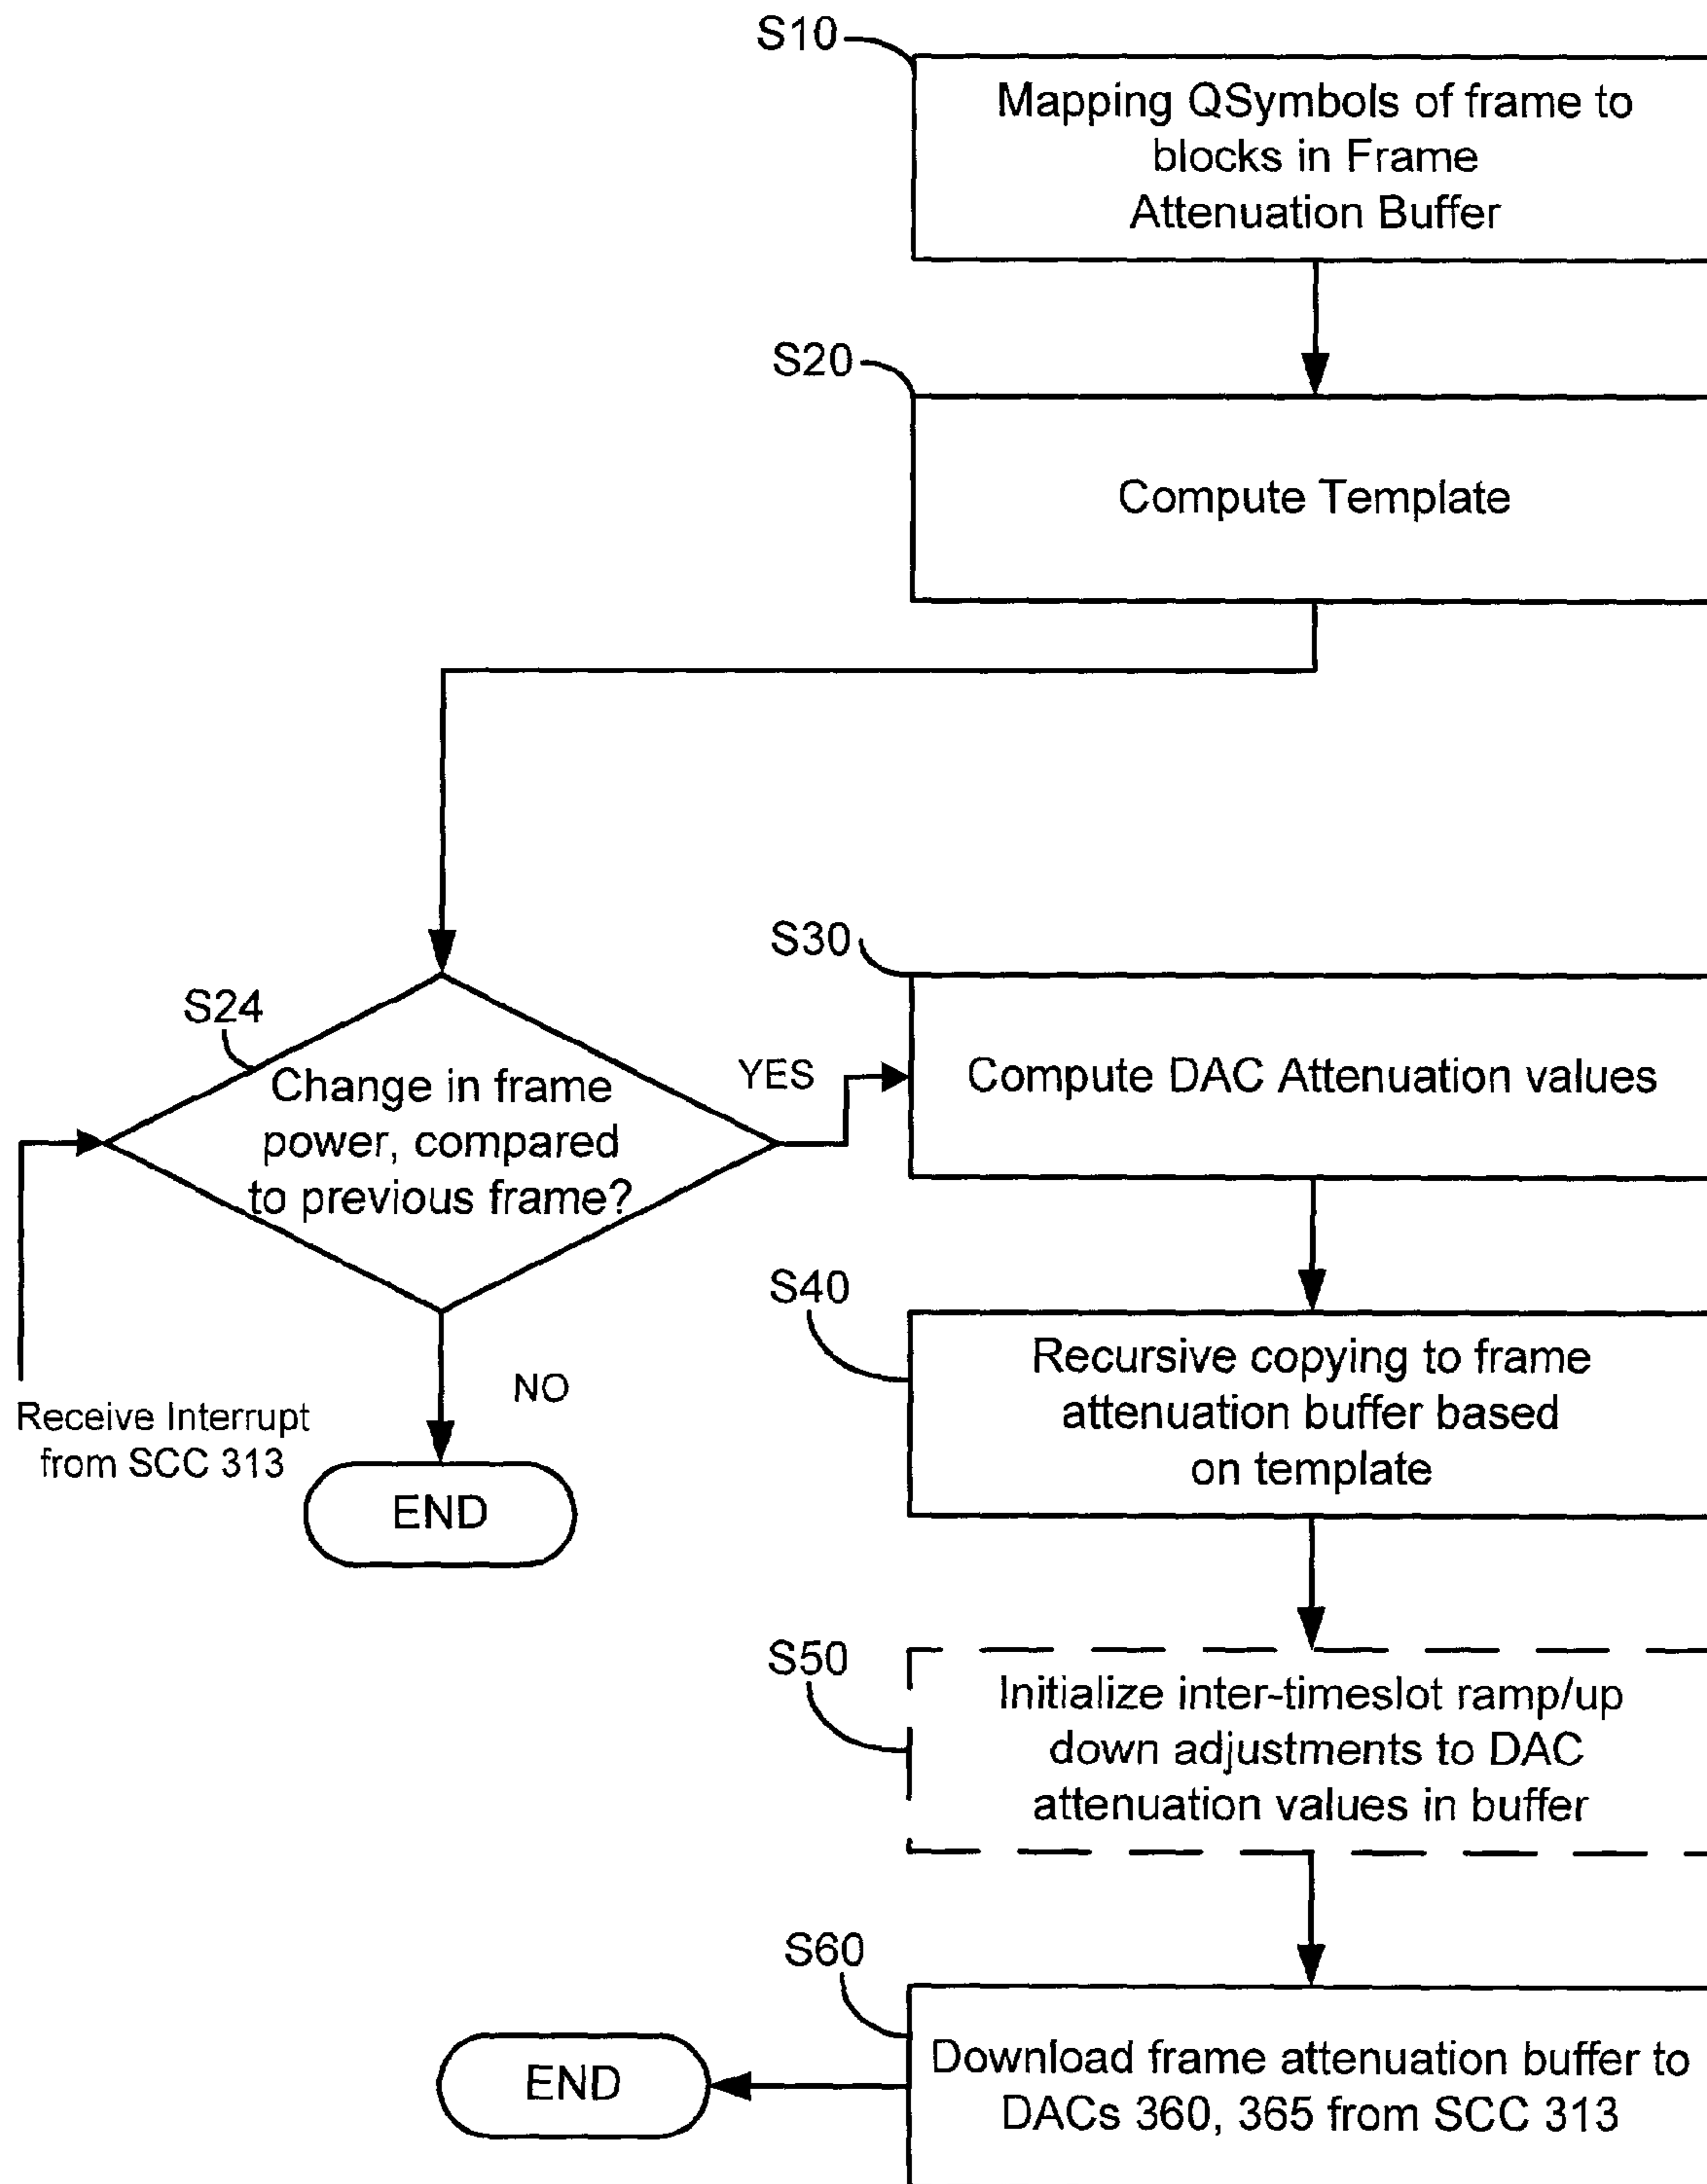 S10
Mapping QSymbols of frame to
blocks in Frame
Attenuation Buffer
S20
Compute Template
S24
Change in frame
power, compared
to previous frame?
YES
NO
Receive Interrupt
from SCC 313
END
S30
Compute DAC Attenuation values
S40
Recursive copying to frame
attenuation buffer based
on template
S50
Initialize inter-timeslot ramp/up
down adjustments to DAC
attenuation values in buffer
S60
Download frame attenuation buffer to
DACs 360, 365 from SCC 313
END